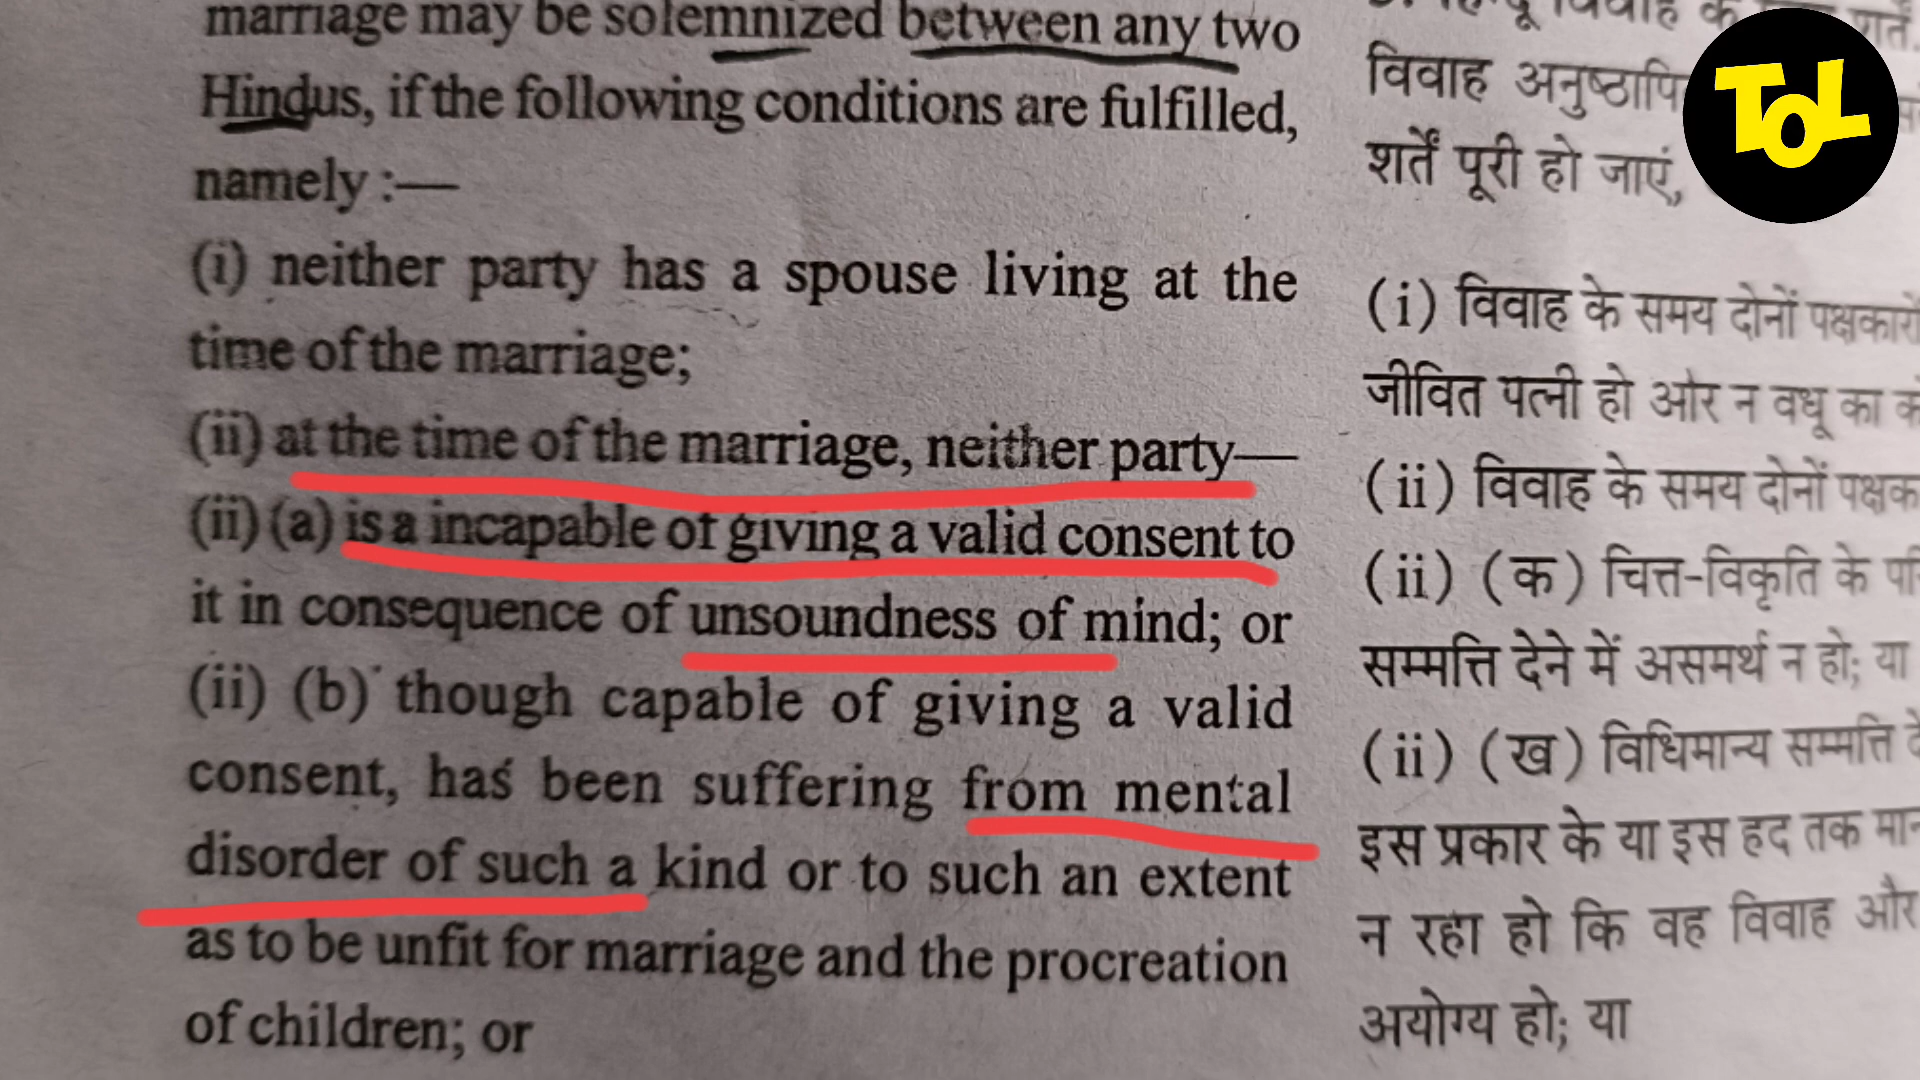 marriage may be solemnized between any two
Hindus, if the following conditions are fulfilled,
namely :—
(i) neither party has a spouse living at the
time of the marriage;
(ii) at the time of the marriage, neither party—
(ii) (a) is a incapable of giving a valid consent to
it in consequence of unsoundness of mind; or
(ii) (b) though capable of giving a valid
consent, has been suffering from mental
disorder of such a kind or to such an extent
as to be unfit for marriage and the procreation
of children; or
विवाह के शर्तें
विवाह
शर्तें पूरी हो जाएं,
(i) विवाह के समय दोनों
जीवित पत्नी हो और न वधू का
(ii) विवाह के समय दोनों
(ii) (क) चित्त-विकृति के
सम्मत्ति देने में असमर्थ न हो; या
(ii) (ख) विधिमान्य सम्मत्ति
इस प्रकार के या इस हद तक
न रहा हो कि वह विवाह और
अयोग्य हो; या
TOL